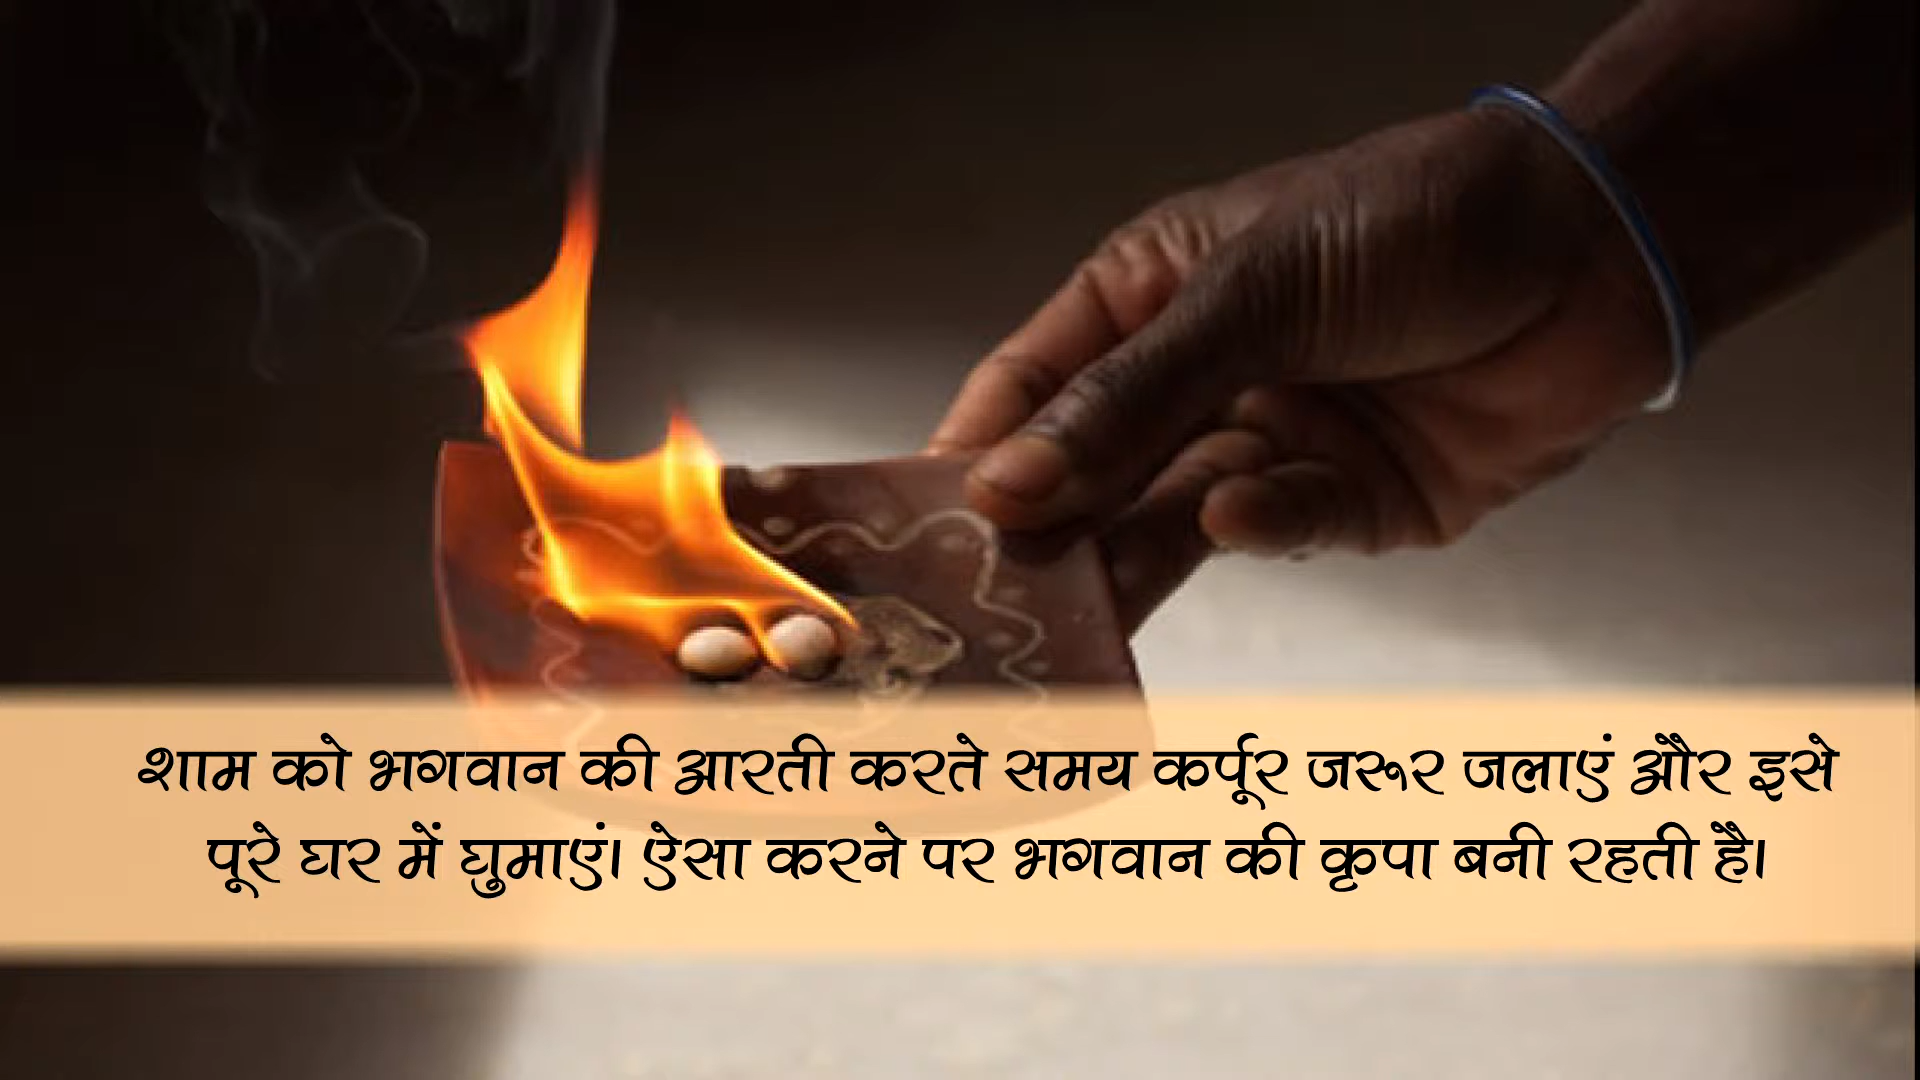 शाम को भगवान की आरती करते समय कर्पूर जरूर जलाएं और इसे
पूरे घर में घुमाएं। ऐसा करने पर भगवान की कृपा बनी रहती है।